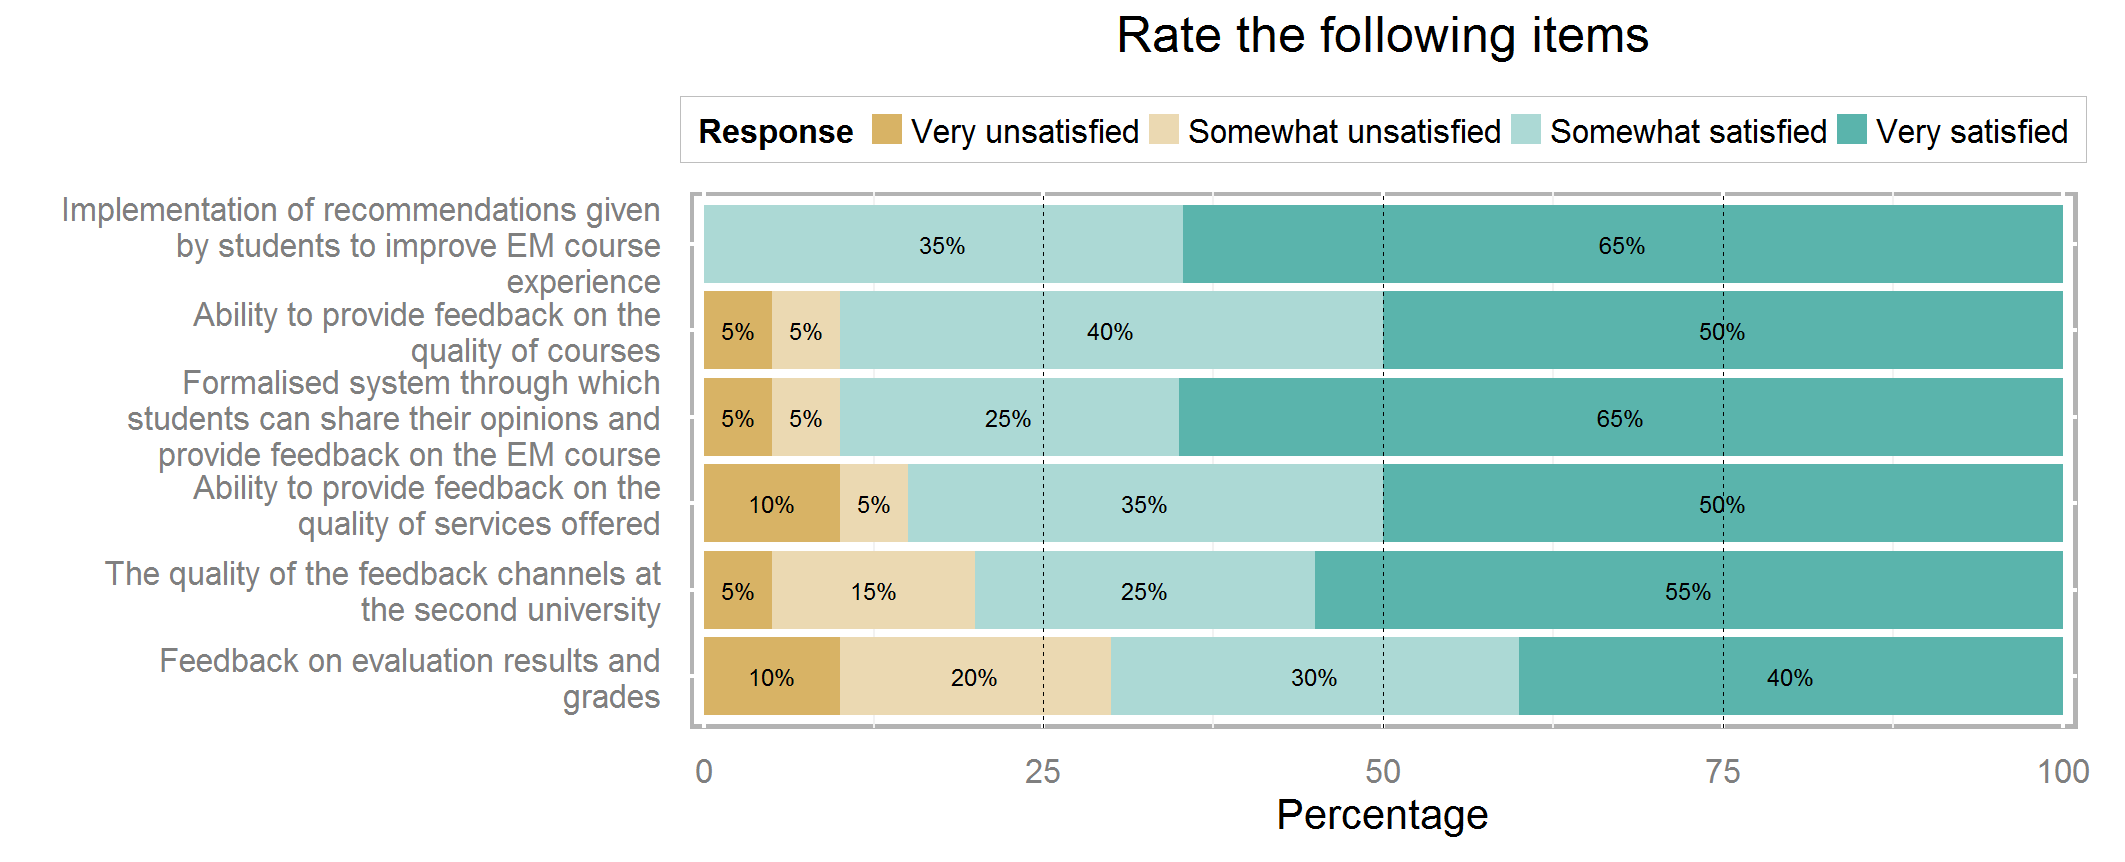 Rate the following items
Response Very unsatisfied Somewhat unsatisfied Somewhat satisfied Very satisfied
Implementation of recommendations given
by students to improve EM course
experience
35% 65%
Ability to provide feedback on the
quality of courses
5% 5% 40% 50%
Formalised system through which
students can share their opinions and
provide feedback on the EM course
5% 5% 25% 65%
Ability to provide feedback on the
quality of services offered
10% 5% 35% 50%
The quality of the feedback channels at
the second university
5% 15% 25% 55%
Feedback on evaluation results and
grades
10% 20% 30% 40%
0 25 50 75 100
Percentage